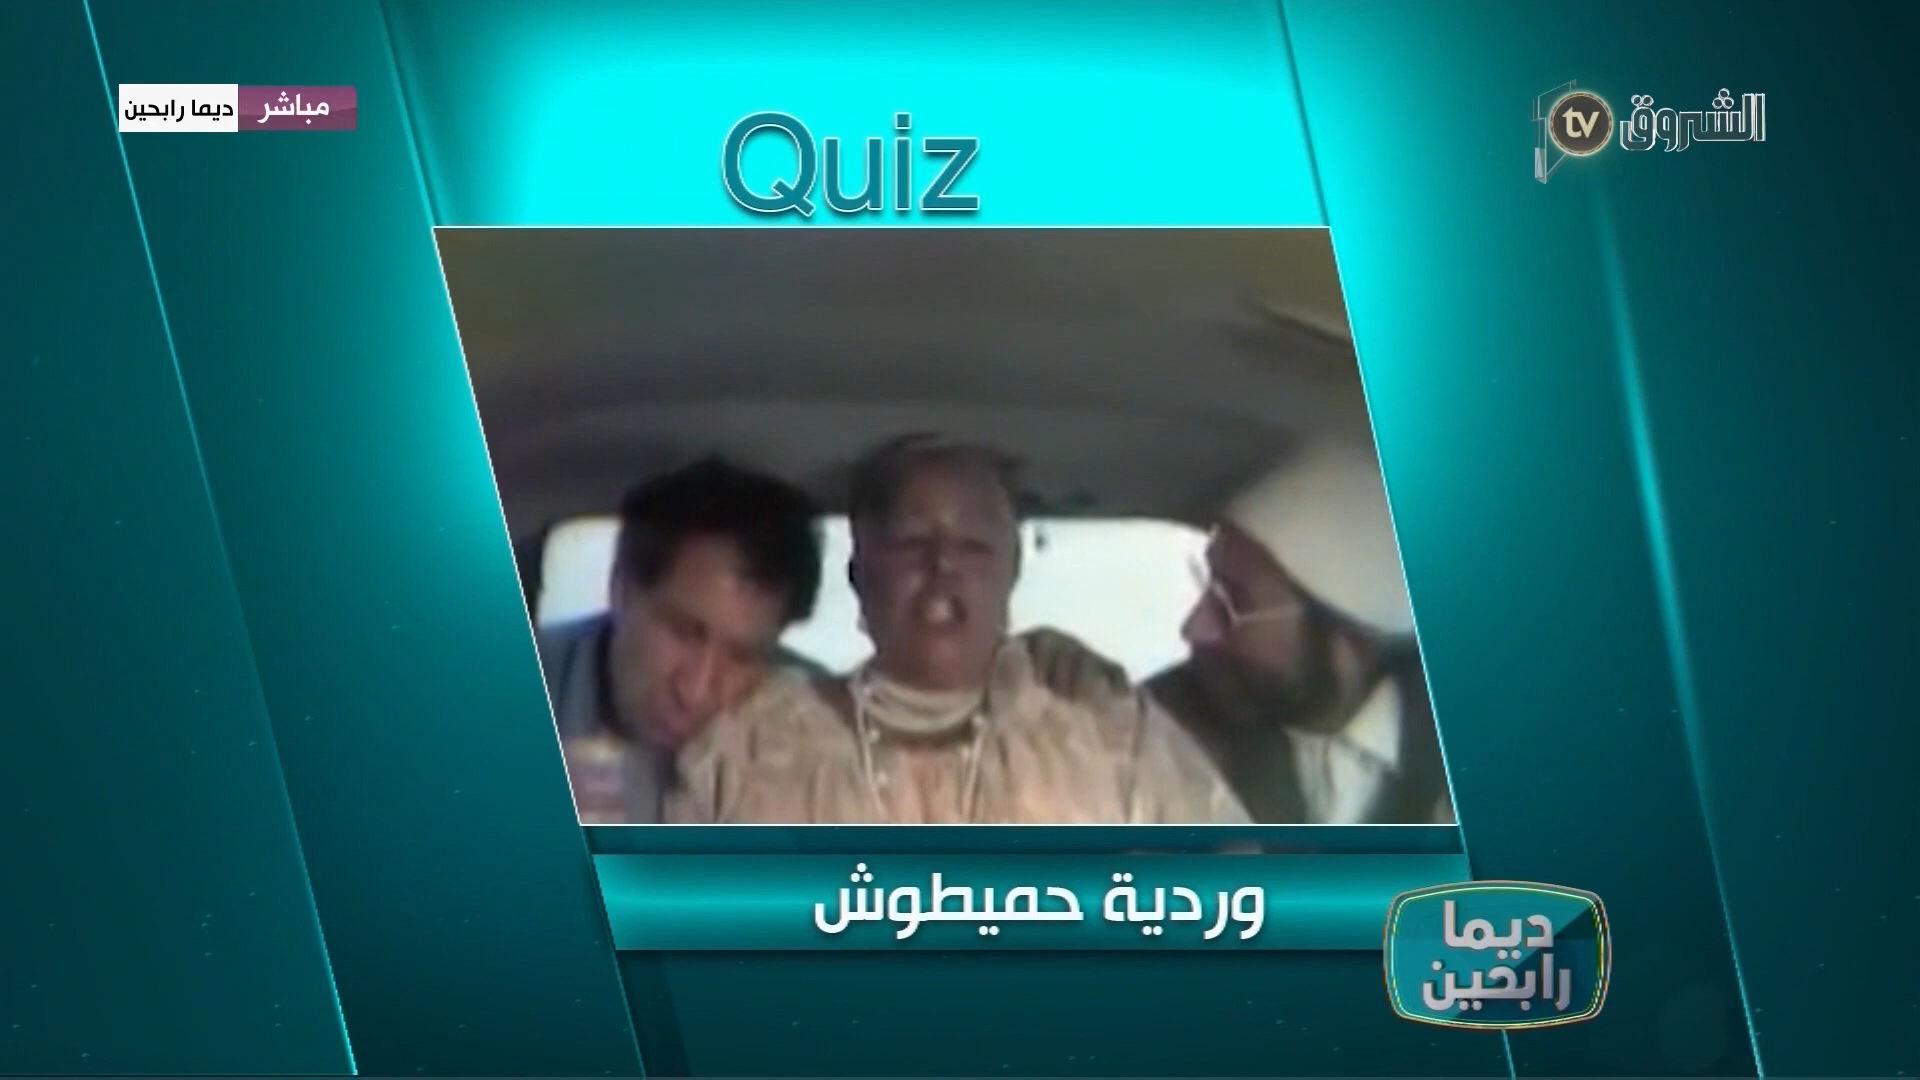 ديما رابحين مباشر
الشروق tv
Quiz
وردية حميطوش
ديما
رابحين